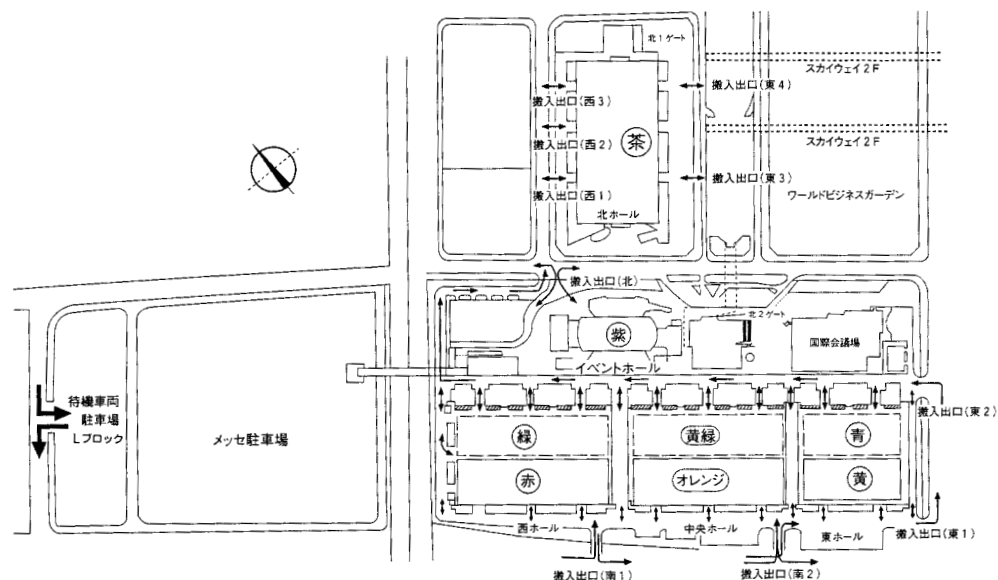 北1ゲート
スカイウェイ2F
搬入出口(西3)
搬入出口(東4)
茶
搬入出口(西2)
スカイウェイ2F
搬入出口(西1)
搬入出口(東3)
ワールドビジネスガーデン
北ホール
搬入出口(北)
北2ゲート
紫
国際会議場
イベントホール
待機車両
駐車場
Lブロック
メッセ駐車場
搬入出口(東2)
緑
黄緑
青
赤
オレンジ
黄
西ホール
中央ホール
東ホール
搬入出口(東1)
搬入出口(南1)
搬入出口(南2)